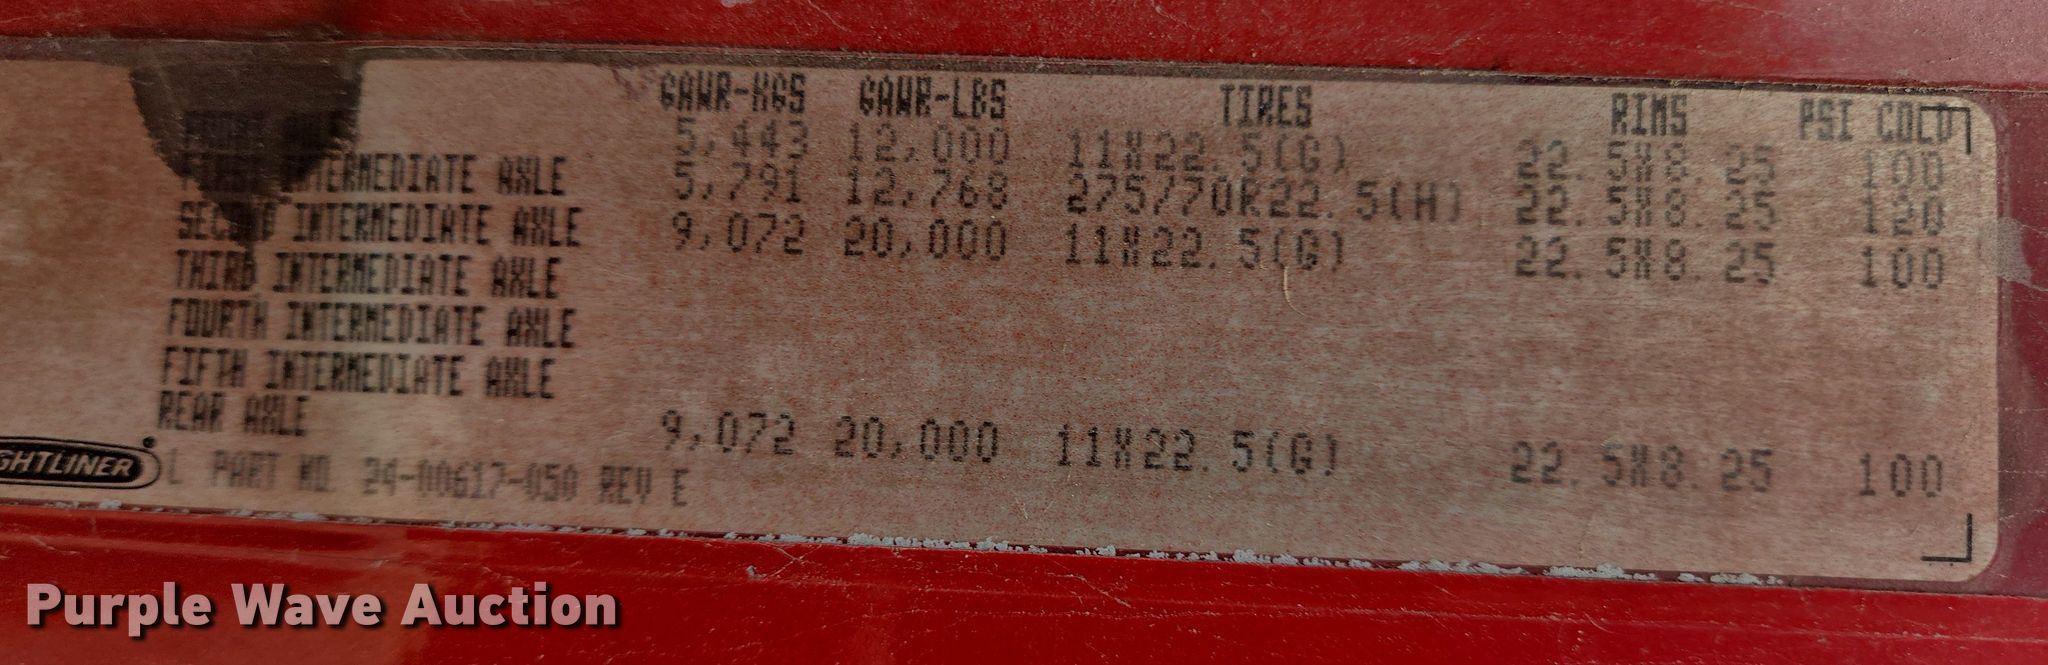 GAWR-KGS GAWR-LBS TIRES RIMS PSI COLD
5,443 12,000 11X22.5(G) 22.5X8.25 100
INTERMEDIATE AXLE 5,791 12,768 275/70R22.5(H) 22.5X8.25 120
SECOND INTERMEDIATE AXLE 9,072 20,000 11X22.5(G) 22.5X8.25 100
THIRD INTERMEDIATE AXLE
FOURTH INTERMEDIATE AXLE
FIFTH INTERMEDIATE AXLE
REAR AXLE 9,072 20,000 11X22.5(G) 22.5X8.25 100
GHTLINER L PART NO. 24-00617-050 REV E
Purple Wave Auction